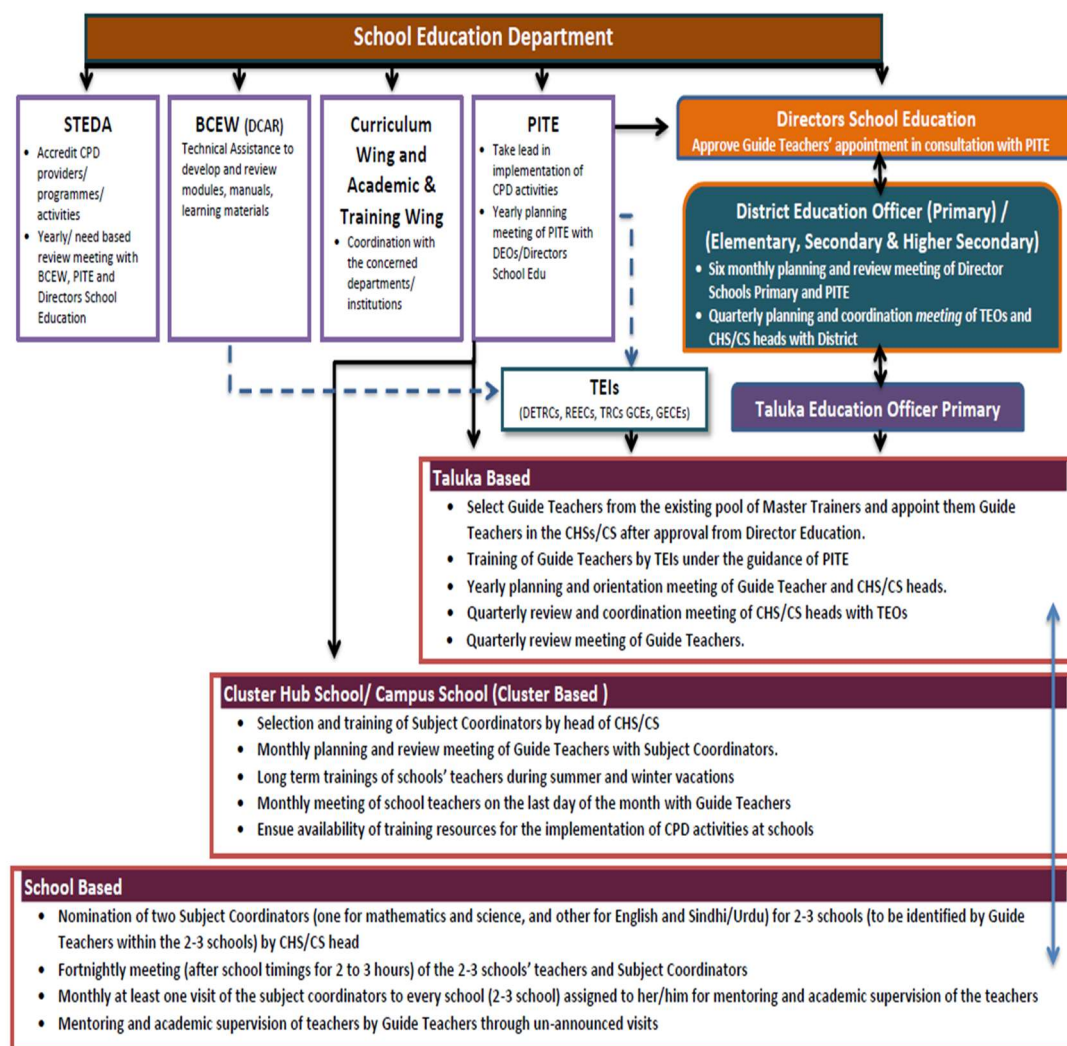 School Education Department
STEDA
• Accredit CPD
providers/
programmes/
activities
• Yearly/ need based
review meeting with
BCEW, PITE and
Directors School
Education
BCEW (DCAR)
Technical Assistance to
develop and review
modules, manuals,
learning materials
Curriculum
Wing and
Academic &
Training Wing
• Coordination with
the concerned
departments/
institutions
PITE
• Take lead in
implementation of
CPD activities
• Yearly planning
meeting of PITE with
DEOs/Directors
School Edu
Directors School Education
Approve Guide Teachers' appointment in consultation with PITE
District Education Officer (Primary) /
(Elementary, Secondary & Higher Secondary)
• Six monthly planning and review meeting of Director
Schools Primary and PITE
• Quarterly planning and coordination meeting of TEOs and
CHS/CS heads with District
TEIs
(DETRCs, REECs, TRCs GCEs, GECEs)
Taluka Education Officer Primary
Taluka Based
• Select Guide Teachers from the existing pool of Master Trainers and appoint them Guide
Teachers in the CHSs/CS after approval from Director Education.
• Training of Guide Teachers by TEIs under the guidance of PITE
• Yearly planning and orientation meeting of Guide Teacher and CHS/CS heads.
• Quarterly review and coordination meeting of CHS/CS heads with TEOs
• Quarterly review meeting of Guide Teachers.
Cluster Hub School/ Campus School (Cluster Based )
• Selection and training of Subject Coordinators by head of CHS/CS
• Monthly planning and review meeting of Guide Teachers with Subject Coordinators.
• Long term trainings of schools' teachers during summer and winter vacations
• Monthly meeting of school teachers on the last day of the month with Guide Teachers
• Ensue availability of training resources for the implementation of CPD activities at schools
School Based
• Nomination of two Subject Coordinators (one for mathematics and science, and other for English and Sindhi/Urdu) for 2-3 schools (to be identified by Guide
Teachers within the 2-3 schools) by CHS/CS head
• Fortnightly meeting (after school timings for 2 to 3 hours) of the 2-3 schools' teachers and Subject Coordinators
• Monthly at least one visit of the subject coordinators to every school (2-3 school) assigned to her/him for mentoring and academic supervision of the teachers
• Mentoring and academic supervision of teachers by Guide Teachers through un-announced visits